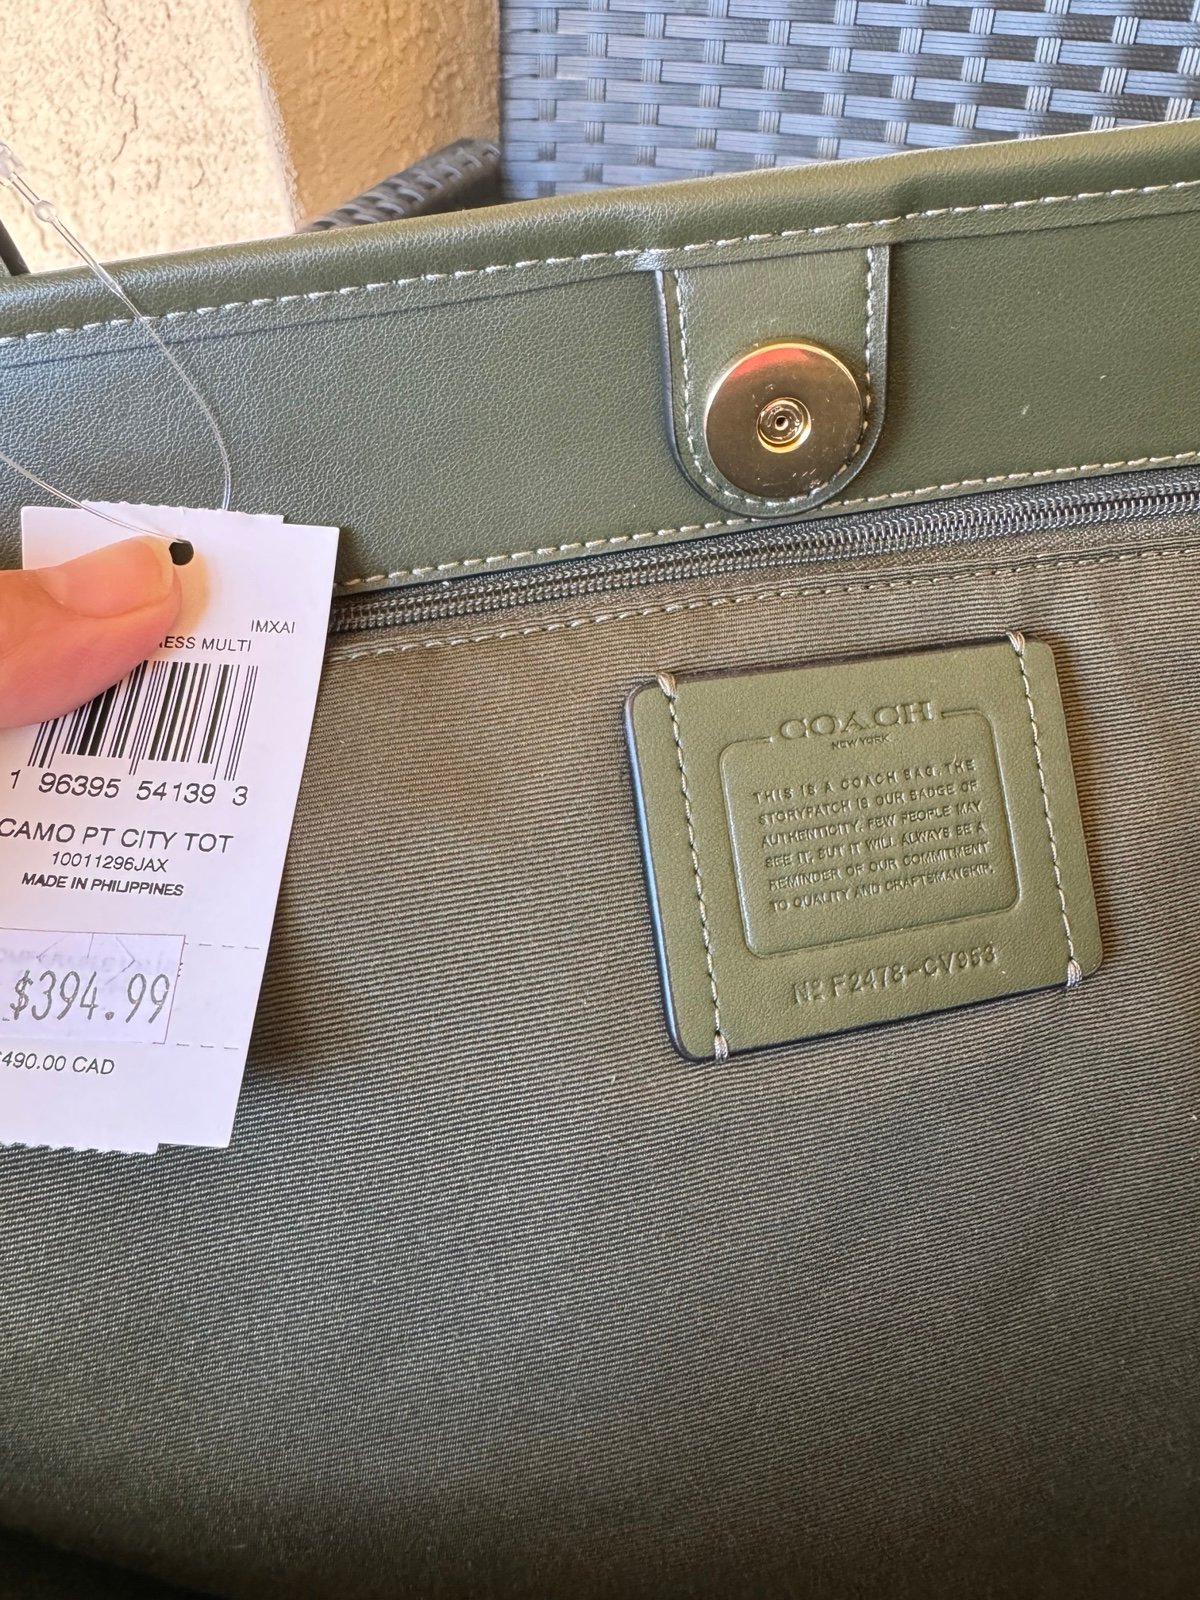 IMXAI
MULTI
1 96395 54139 3
CAMO PT CITY TOT
10011296JAX
MADE IN PHILIPPINES
$394.99
490.00 CAD
COACH
NEW YORK
THIS IS A COACH BAG. THE
STORYPATCH IS OUR BADGE OF
AUTHENTICITY. FEW PEOPLE MAY
SEE IT, BUT IT WILL ALWAYS BE A
REMINDER OF OUR COMMITMENT
TO QUALITY AND CRAFTSMANSHIP.
Nº F2478-CV953